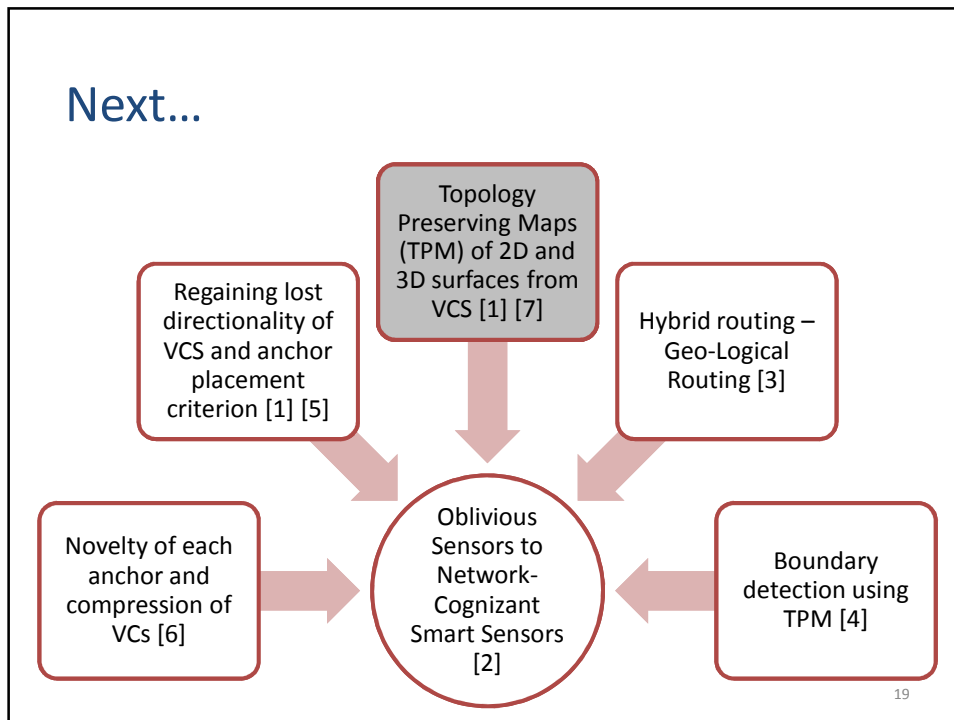 Next…
Topology
Preserving Maps
(TPM) of 2D and
3D surfaces from
VCS [1] [7]
Regaining lost
directionality of
VCS and anchor
placement
criterion [1] [5]
Hybrid routing –
Geo-Logical
Routing [3]
Novelty of each
anchor and
compression of
VCs [6]
Oblivious
Sensors to
Network-
Cognizant
Smart Sensors
[2]
Boundary
detection using
TPM [4]
19